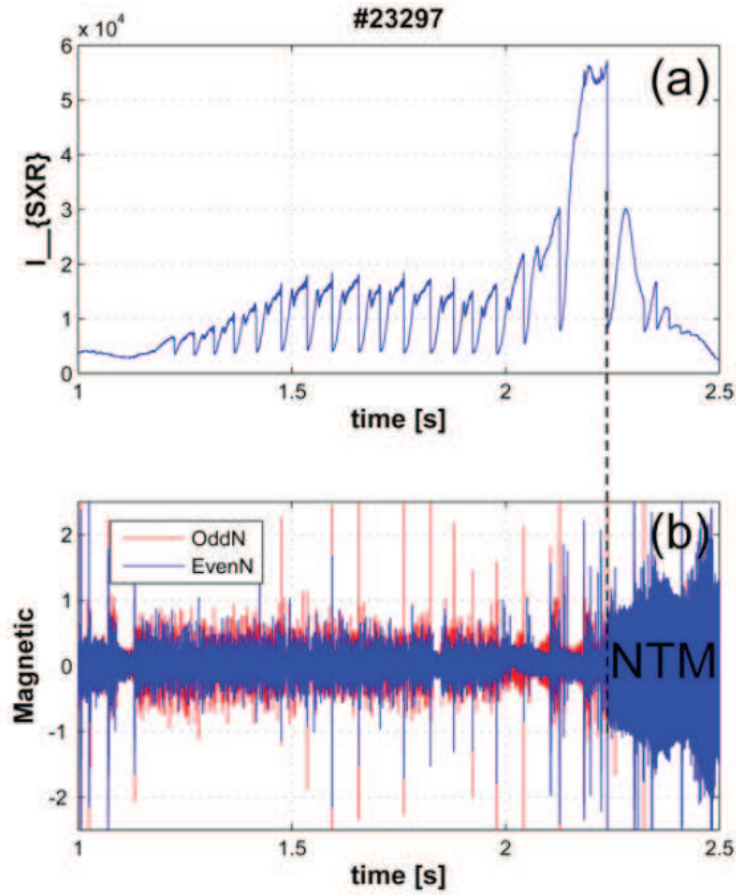 #23297
x 10^4
(a)
6
5
4
3
2
1
0
I__{SXR}
1 1.5 2 2.5
time [s]
(b)
OddN
EvenN
NTM
2
1
0
-1
-2
Magnetic
1 1.5 2 2.5
time [s]